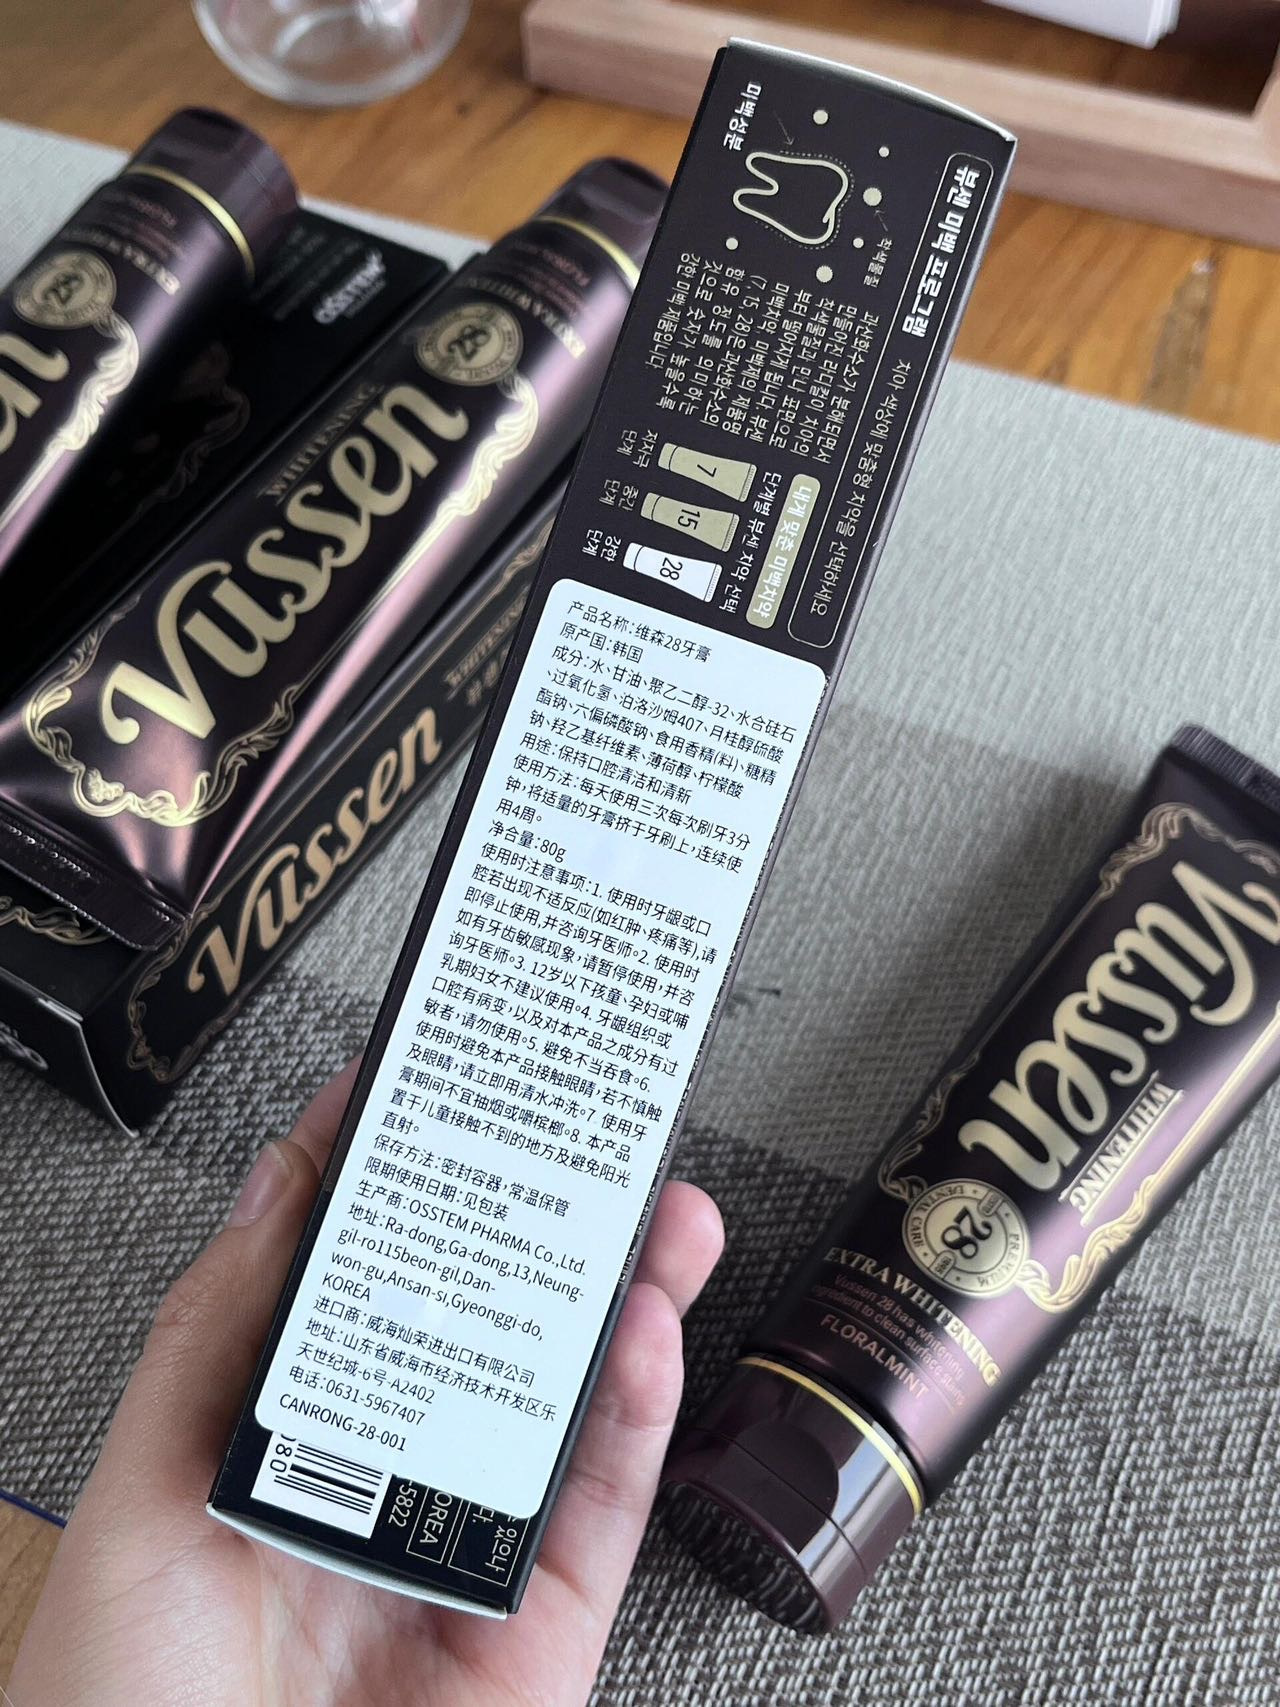 뷰센 미백 프로그램
치아 색상에 맞춤형 치약을 선택하세요
미백성분
착색물질
과산화수소가 분해되면서
만들어진 라디칼이 치아의
착색물질과 만나 표면으로
부터 떨어지게 됩니다. 뷰센
미백치약, 미백제의 제품명
(7, 15, 28)은 과산화수소의
함유 정도를 의미하는
것으로 숫자가 높을수록
강한 미백 제품입니다.
내게 맞춘 미백치약
단계별 뷰센 치약 선택
7
15
28
저자극
단계
중간
단계
강한
단계
产品名称:维森28牙膏
原产国:韩国
成分:水、甘油、聚乙二醇-32、水合硅石
、过氧化氢、泊洛沙姆407、月桂醇硫酸
酯钠、六偏磷酸钠、食用香精(料)、糖精
钠、羟乙基纤维素、薄荷醇、柠檬酸
用途:保持口腔清洁和清新
使用方法:每天使用三次每次刷牙3分
钟,将适量的牙膏挤于牙刷上,连续使
用4周。
净含量:80g
使用时注意事项:1. 使用时牙龈或口
腔若出现不适反应(如红肿、疼痛等),请
即停止使用,并咨询牙医师。2. 使用时
如有牙齿敏感现象,请暂停使用,并咨
询牙医师。3. 12岁以下孩童、孕妇或哺
乳期妇女不建议使用。4. 牙龈组织或
口腔有病变,以及对本产品之成分有过
敏者,请勿使用。5. 避免不当吞食。6.
使用时避免本产品接触眼睛,若不慎触
及眼睛,请立即用清水冲洗。7. 使用牙
膏期间不宜抽烟或嚼槟榔。8. 本产品
置于儿童接触不到的地方及避免阳光
直射。
保存方法:密封容器,常温保管
限期使用日期:见包装
生产商:OSSTEM PHARMA Co.,Ltd.
地址:Ra-dong,Ga-dong,13,Neung-
gil-ro115beon-gil,Dan-
won-gu,Ansan-si,Gyeonggi-do,
KOREA
进口商:威海灿荣进出口有限公司
地址:山东省威海市经济技术开发区乐
天世纪城-6号-A2402
电话:0631-5967407
CANRONG-28-001
080
5822
OREA
Vussen
WHITENING
28
EXTRA WHITENING
Vussen
Vussen
WHITENING
PREMIUM
28
DENTAL CARE
EXTRA WHITENING
Vussen 28 has whitening
ingredient to clean surface stains
FLORALMINT
28
EXTRA WHITE